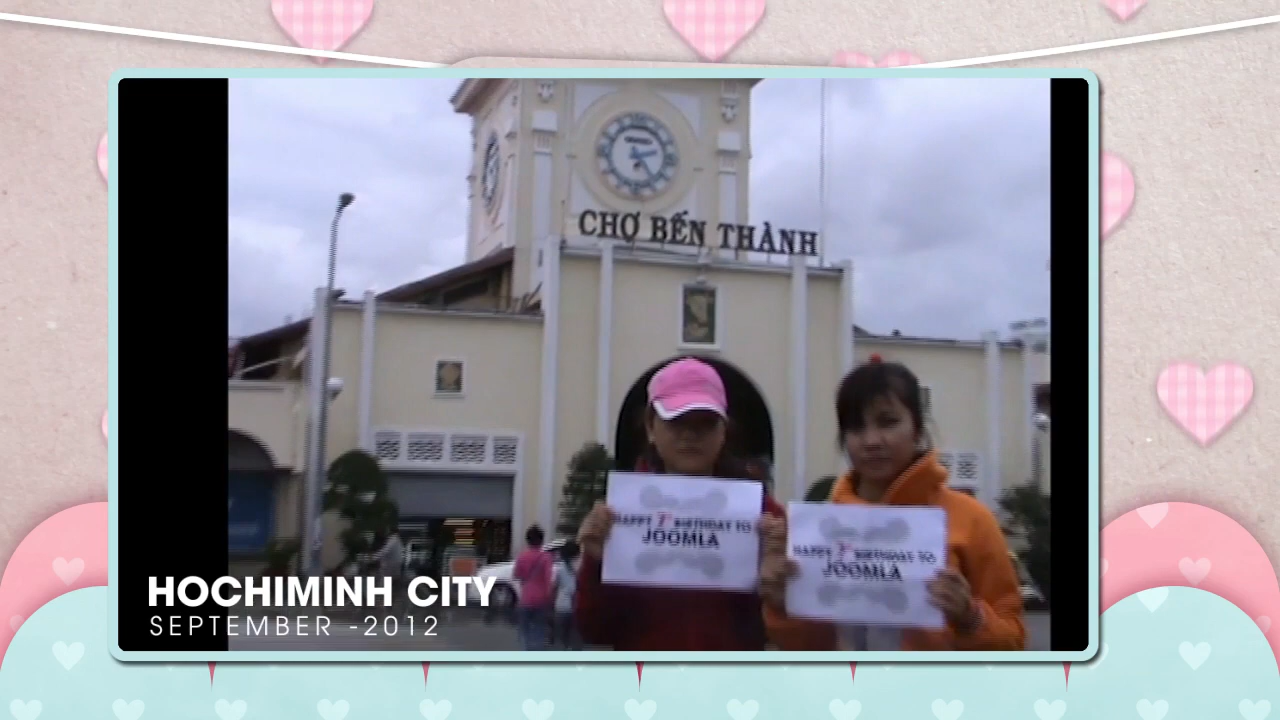 CHỢ BẾN THÀNH
HAPPY 7 BIRTHDAY TO
JOOMLA
HAPPY 7 BIRTHDAY TO
JOOMLA
HOCHIMINH CITY
SEPTEMBER -2012